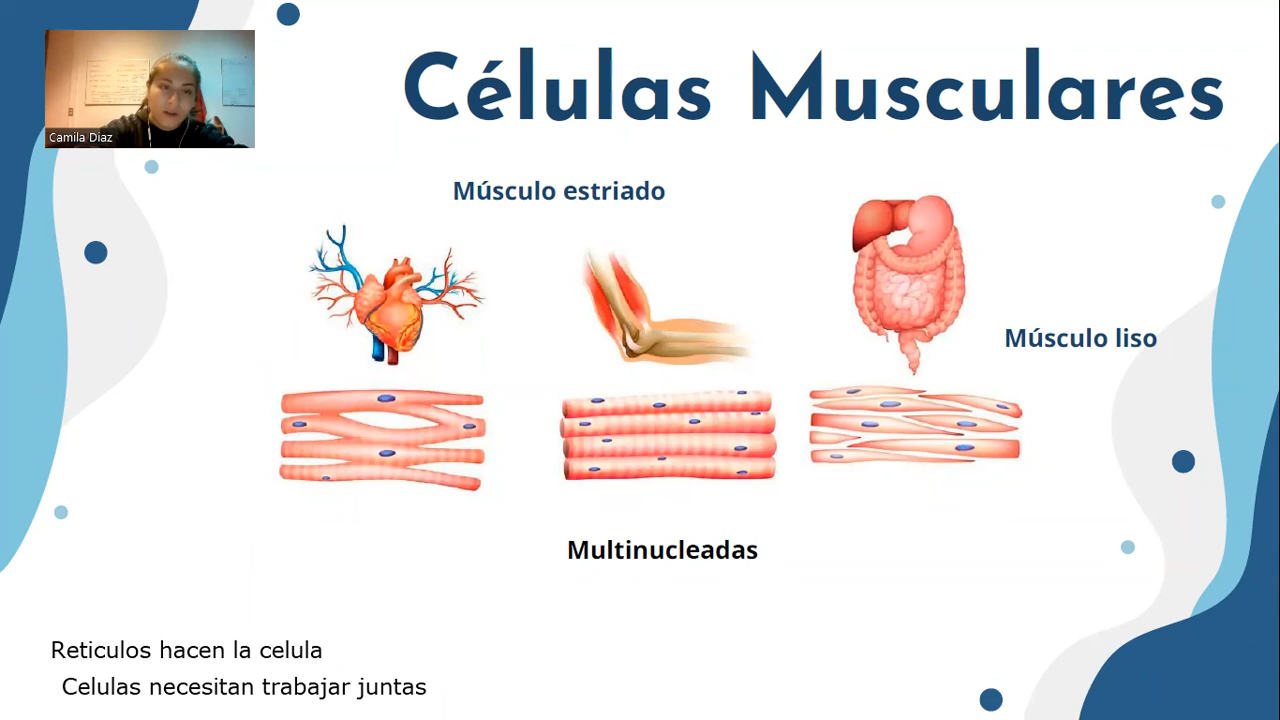 Células Musculares
Camila Diaz
Músculo estriado
Músculo liso
Multinucleadas
Reticulos hacen la celula
Celulas necesitan trabajar juntas